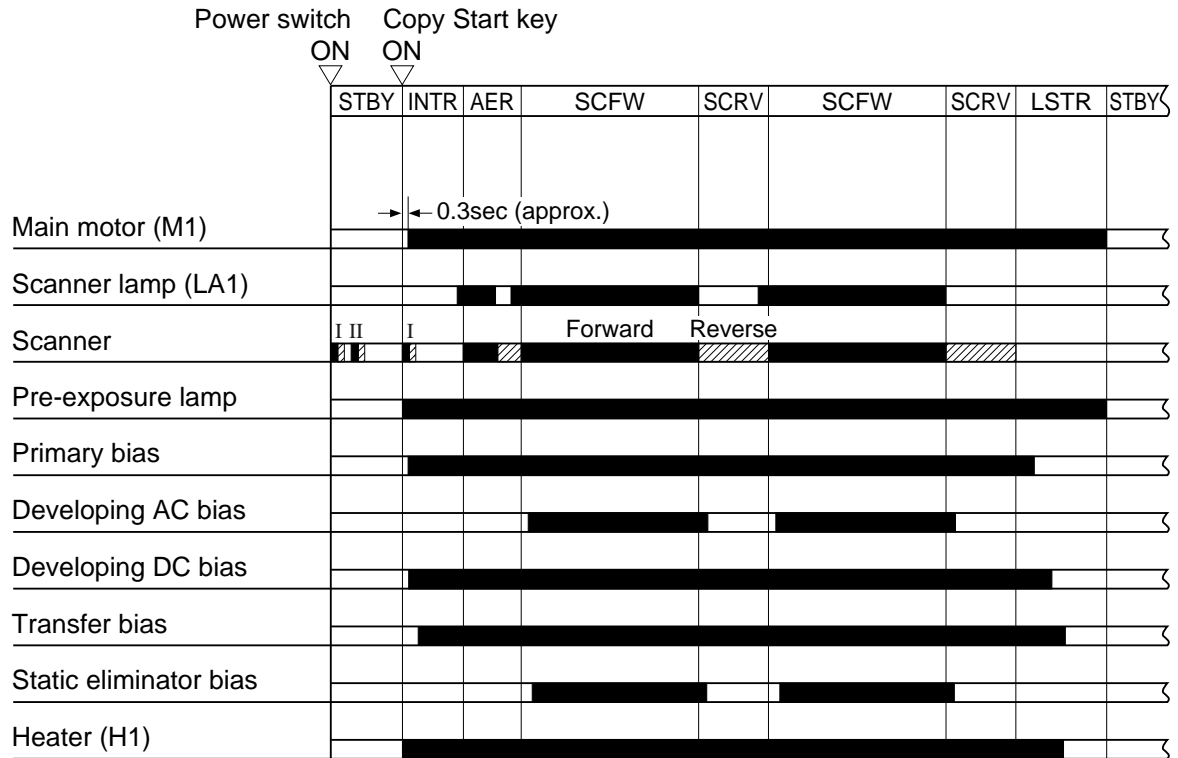 Power switch Copy Start key
ON ON
STBY INTR AER SCFW SCRV SCFW SCRV LSTR STBY
0.3sec (approx.)
Main motor (M1)
Scanner lamp (LA1)
I II I Forward Reverse
Scanner
Pre-exposure lamp
Primary bias
Developing AC bias
Developing DC bias
Transfer bias
Static eliminator bias
Heater (H1)